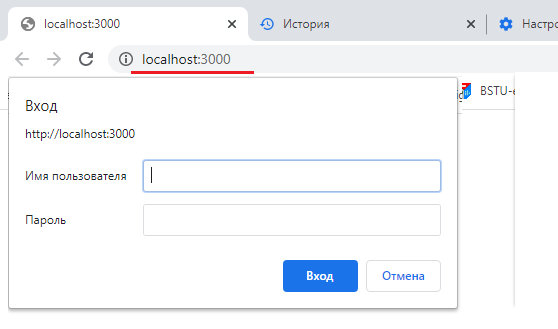 localhost:3000 История Настро
localhost:3000
BSTU-e
Вход
http://localhost:3000
Имя пользователя
Пароль
Вход Отмена